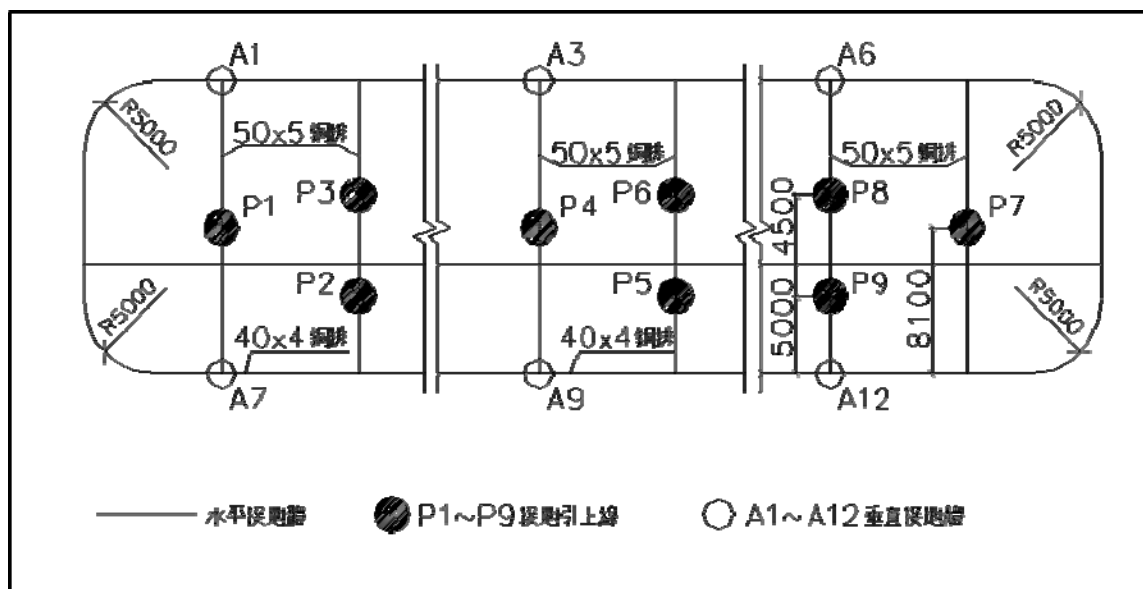 A1 A3 A6
R5000 R5000
50x5 銅排 50x5 銅排 50x5 銅排
P3 P6 P8
P1 P4 P7
4500
P2 P5 P9
8100
R5000 5000 R5000
40x4 銅排 40x4 銅排
A7 A9 A12
水平接地體 P1~P9 接地引上線 A1~A12 垂直接地體